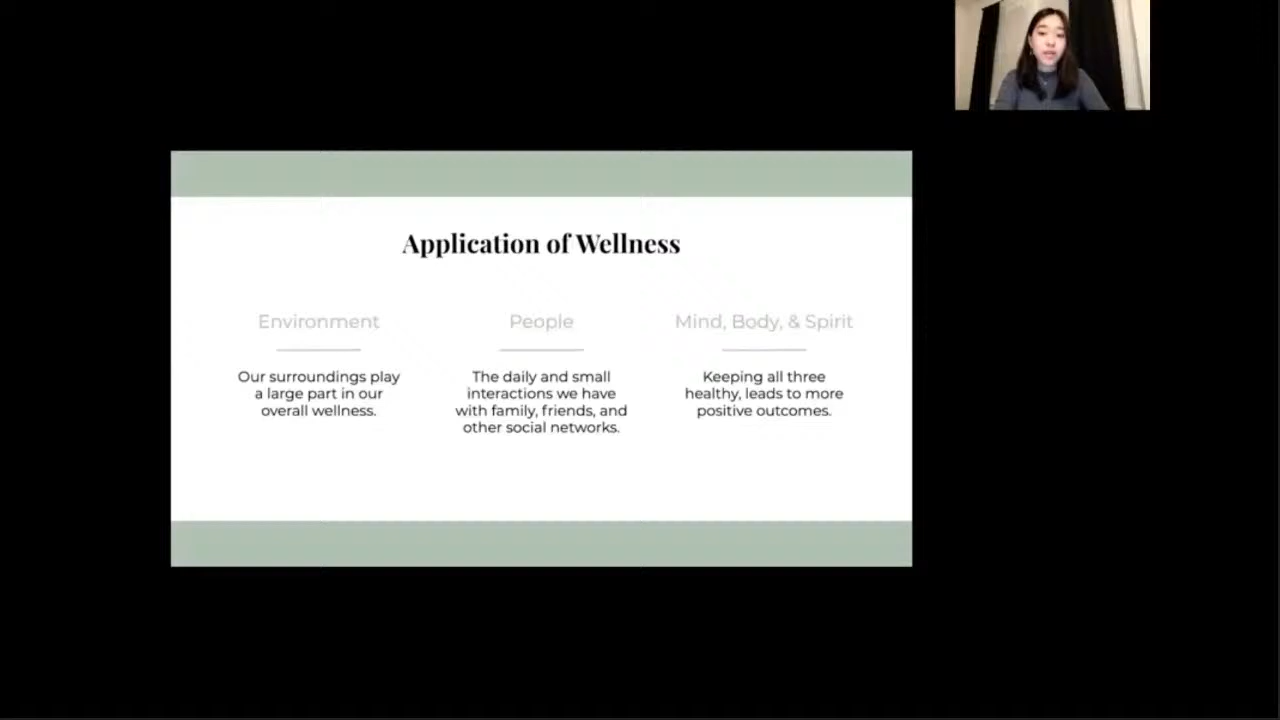 Application of Wellness
Environment
Our surroundings play
a large part in our
overall wellness.
People
The daily and small
interactions we have
with family, friends, and
other social networks.
Mind, Body, & Spirit
Keeping all three
healthy, leads to more
positive outcomes.